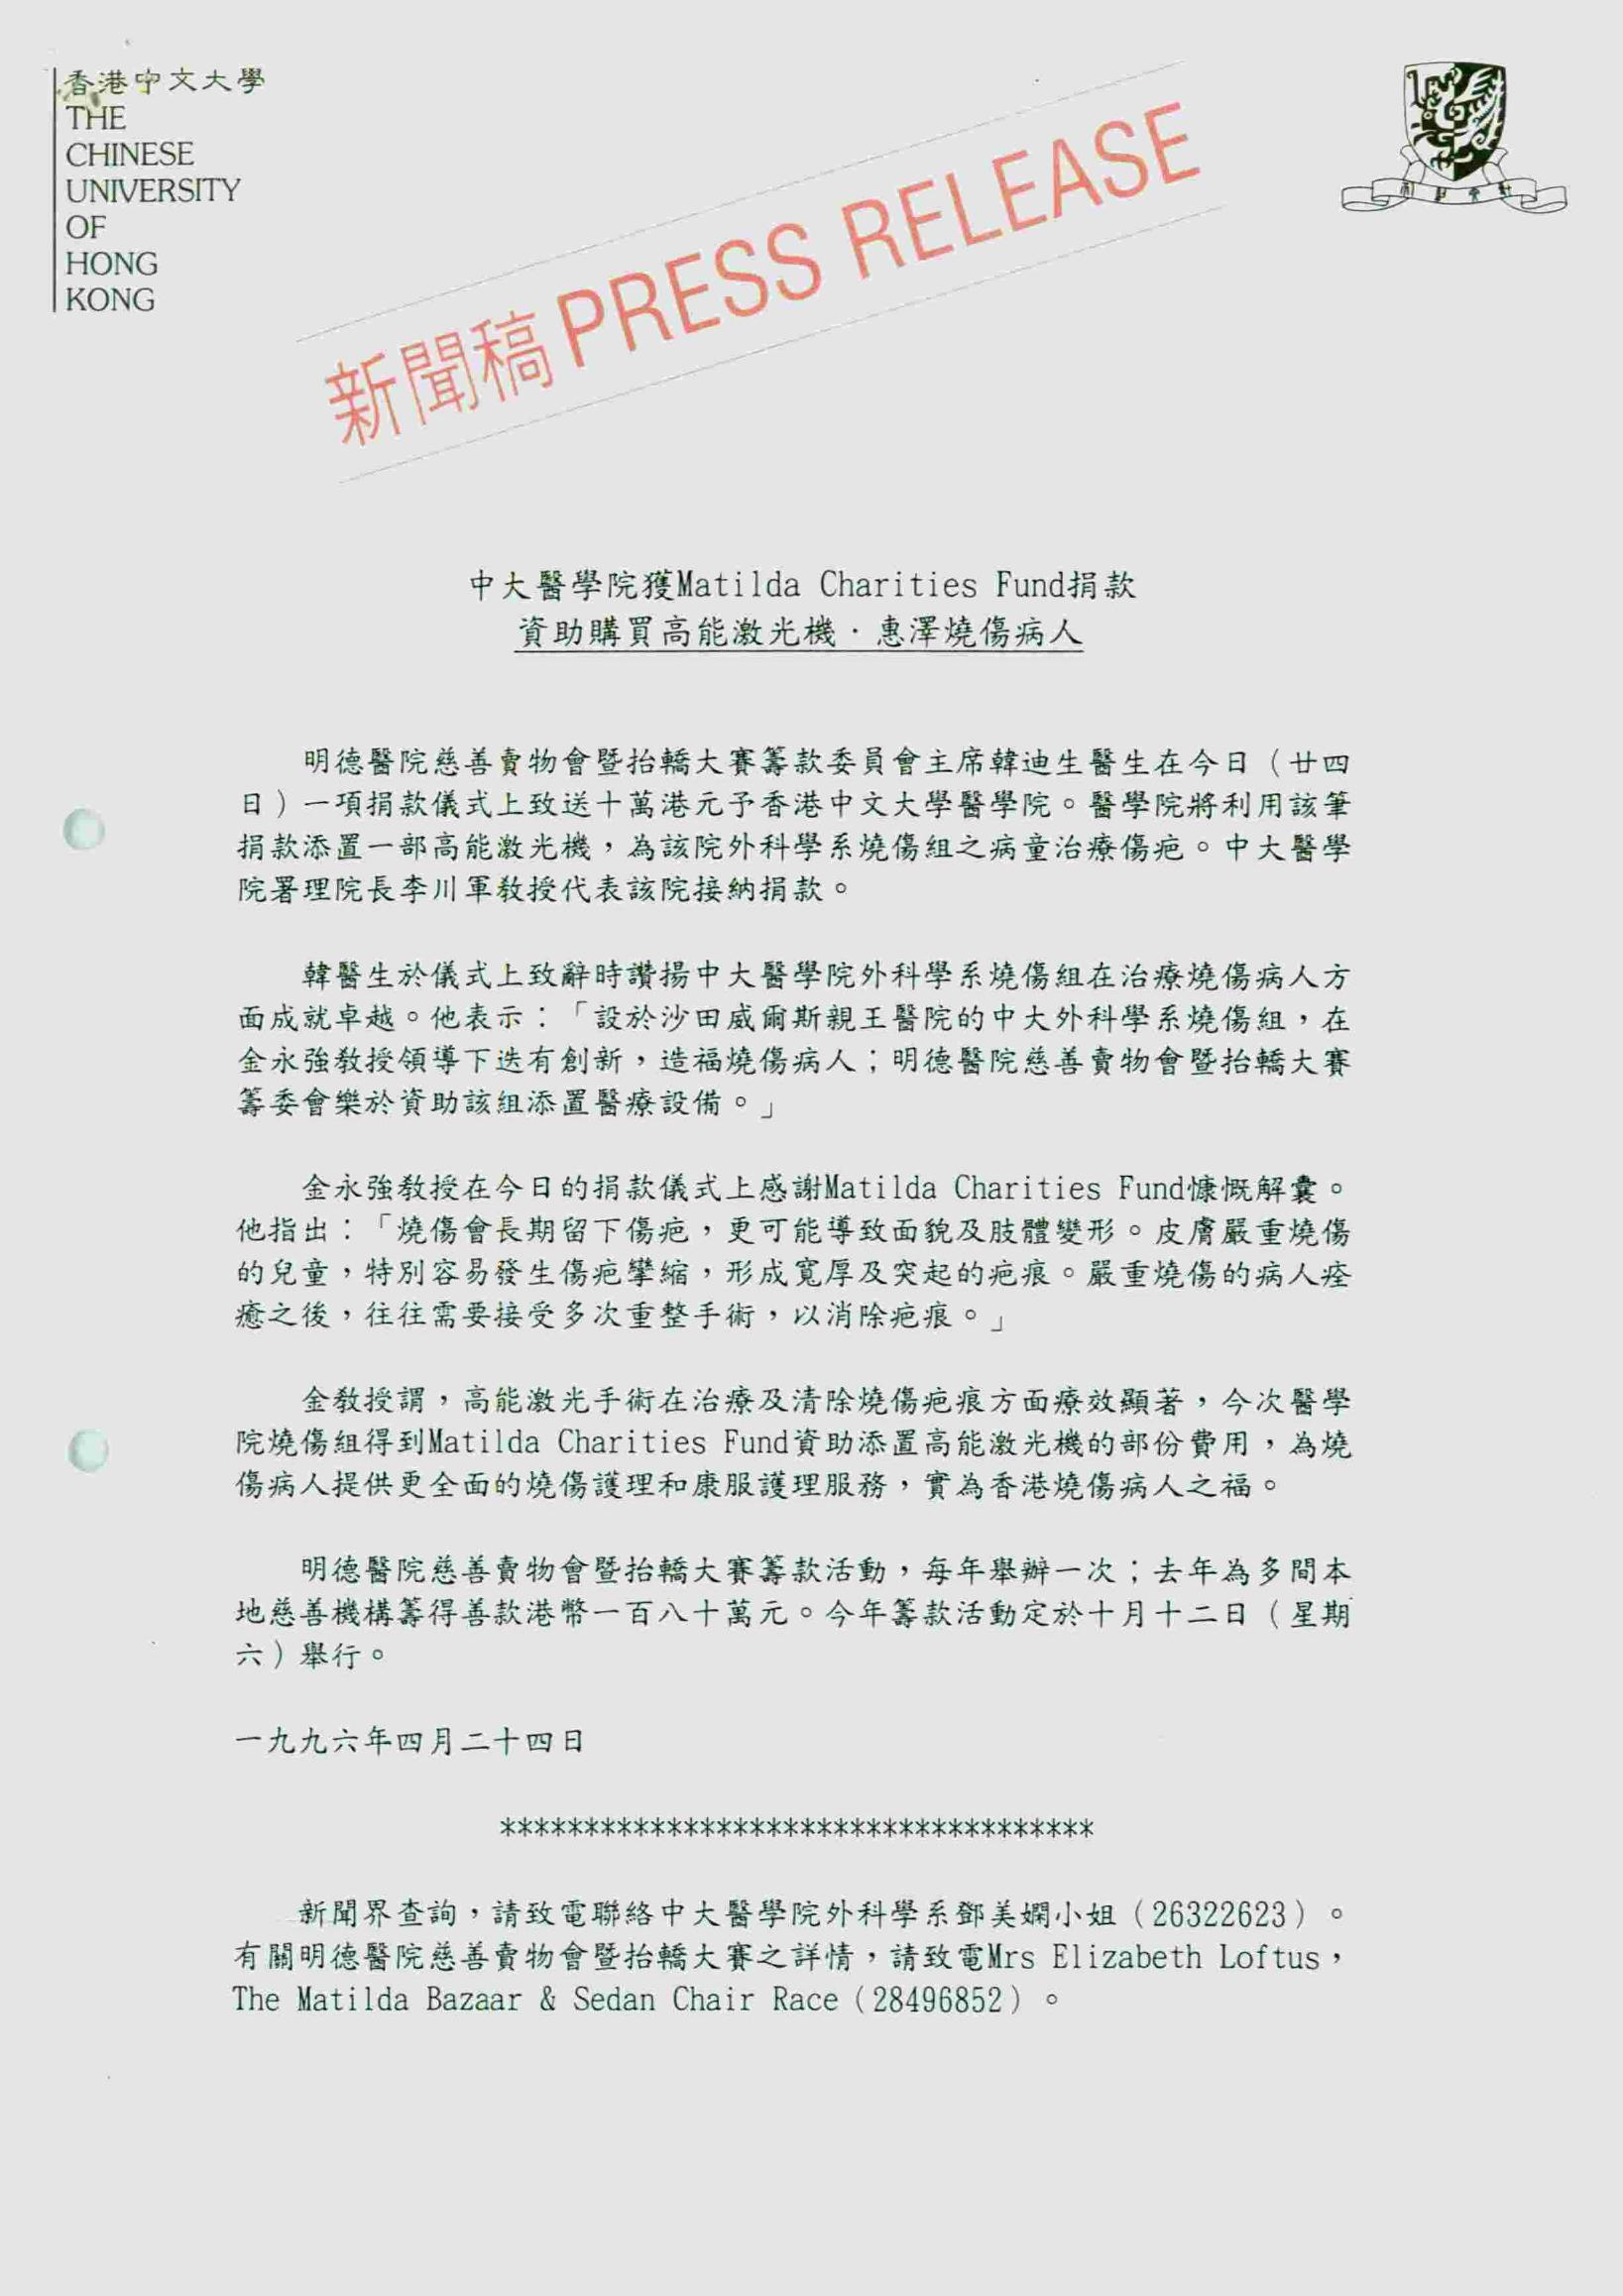 香港中文大學
THE
CHINESE
UNIVERSITY
OF
HONG
KONG
新聞稿 PRESS RELEASE
中大醫學院獲Matilda Charities Fund捐款
資助購買高能激光機．惠澤燒傷病人
明德醫院慈善賣物會暨抬轎大賽籌款委員會主席韓迪生醫生在今日（廿四
日）一項捐款儀式上致送十萬港元予香港中文大學醫學院。醫學院將利用該筆
捐款添置一部高能激光機，為該院外科學系燒傷組之病童治療傷疤。中大醫學
院署理院長李川軍教授代表該院接納捐款。
韓醫生於儀式上致辭時讚揚中大醫學院外科學系燒傷組在治療燒傷病人方
面成就卓越。他表示：「設於沙田威爾斯親王醫院的中大外科學系燒傷組，在
金永強教授領導下迭有創新，造福燒傷病人；明德醫院慈善賣物會暨抬轎大賽
籌委會樂於資助該組添置醫療設備。」
金永強教授在今日的捐款儀式上感謝Matilda Charities Fund慷慨解囊。
他指出：「燒傷會長期留下傷疤，更可能導致面貌及肢體變形。皮膚嚴重燒傷
的兒童，特別容易發生傷疤攣縮，形成寬厚及突起的疤痕。嚴重燒傷的病人痊
癒之後，往往需要接受多次重整手術，以消除疤痕。」
金教授謂，高能激光手術在治療及清除燒傷疤痕方面療效顯著，今次醫學
院燒傷組得到Matilda Charities Fund資助添置高能激光機的部份費用，為燒
傷病人提供更全面的燒傷護理和康服護理服務，實為香港燒傷病人之福。
明德醫院慈善賣物會暨抬轎大賽籌款活動，每年舉辦一次；去年為多間本
地慈善機構籌得善款港幣一百八十萬元。今年籌款活動定於十月十二日（星期
六）舉行。
一九九六年四月二十四日
************************************
新聞界查詢，請致電聯絡中大醫學院外科學系鄧美嫻小姐（26322623）。
有關明德醫院慈善賣物會暨抬轎大賽之詳情，請致電Mrs Elizabeth Loftus，
The Matilda Bazaar & Sedan Chair Race（28496852）。